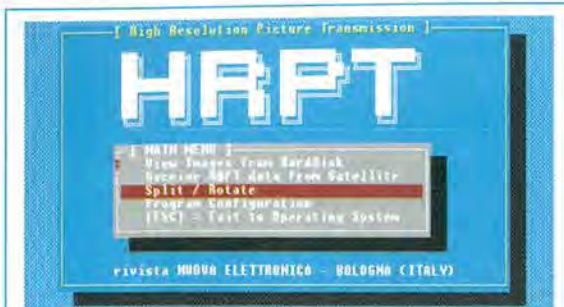 [ High Resolution Picture Transmission ]
HRPT
[ MAIN MENU ]
View Images from HardDisk
Receive HRPT data from Satellite
Split / Rotate
Program Configuration
[ESC] = Exit to Operating System
rivista NUOVA ELETTRONICA - BOLOGNA (ITALY)